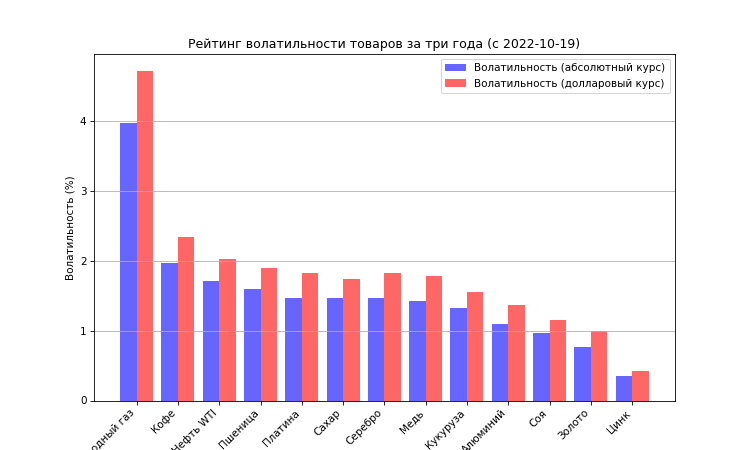 Рейтинг волатильности товаров за три года (с 2022-10-19)
Волатильность (абсолютный курс)
Волатильность (долларовый курс)
Волатильность (%)
4
3
2
1
0
одный газ
Кофе
Нефть WTI
Пшеница
Платина
Сахар
Серебро
Медь
Кукуруза
Алюминий
Соя
Золото
Цинк